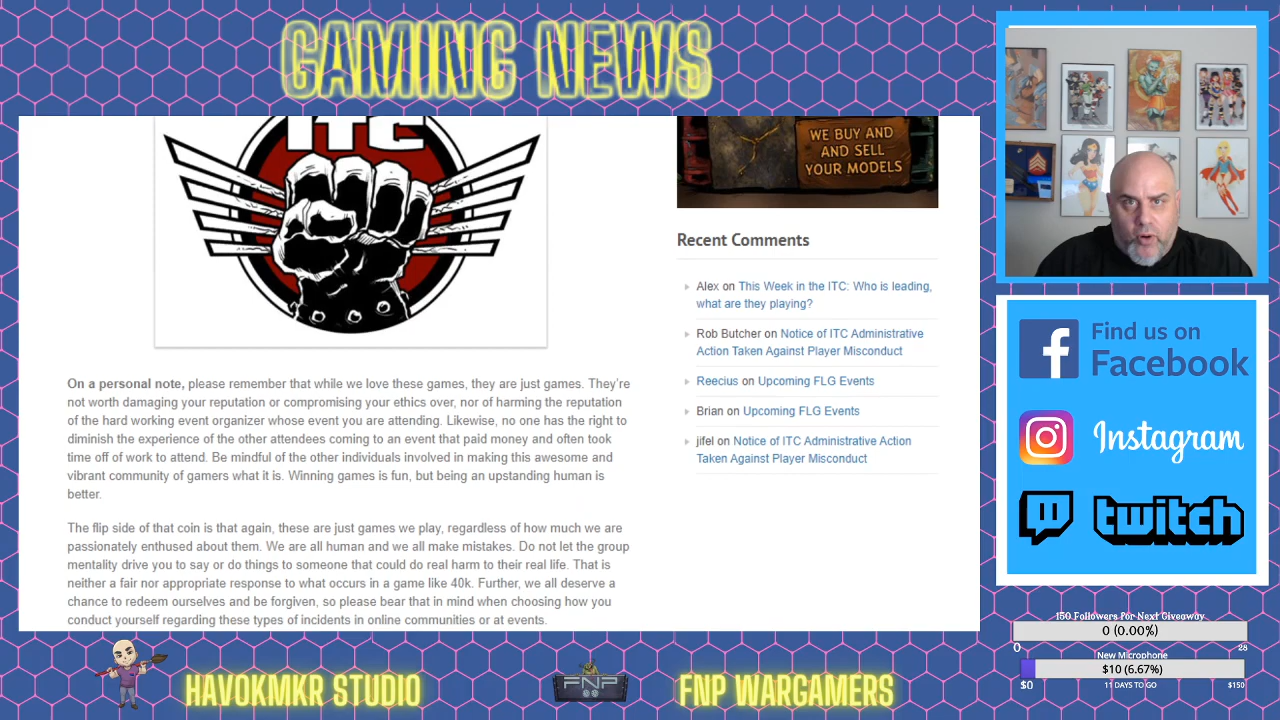 GAMING NEWS
ITC
WE BUY AND
AND SELL
YOUR MODELS
Recent Comments
Alex on This Week in the ITC: Who is leading,
what are they playing?
Rob Butcher on Notice of ITC Administrative
Action Taken Against Player Misconduct
Reecius on Upcoming FLG Events
Brian on Upcoming FLG Events
jifel on Notice of ITC Administrative Action
Taken Against Player Misconduct
On a personal note, please remember that while we love these games, they are just games. They're
not worth damaging your reputation or compromising your ethics over, nor of harming the reputation
of the hard working event organizer whose event you are attending. Likewise, no one has the right to
diminish the experience of the other attendees coming to an event that paid money and often took
time off of work to attend. Be mindful of the other individuals involved in making this awesome and
vibrant community of gamers what it is. Winning games is fun, but being an upstanding human is
better.
The flip side of that coin is that again, these are just games we play, regardless of how much we are
passionately enthused about them. We are all human and we all make mistakes. Do not let the group
mentality drive you to say or do things to someone that could do real harm to their real life. That is
neither a fair nor appropriate response to what occurs in a game like 40k. Further, we all deserve a
chance to redeem ourselves and be forgiven, so please bear that in mind when choosing how you
conduct yourself regarding these types of incidents in online communities or at events.
Find us on
Facebook
Instagram
twitch
150 Followers For Next Giveaway
0 (0.00%)
0
28
New Microphone
$10 (6.67%)
$0
11 DAYS TO GO
$150
HAVOKMKR STUDIO
FNP
FNP WARGAMERS